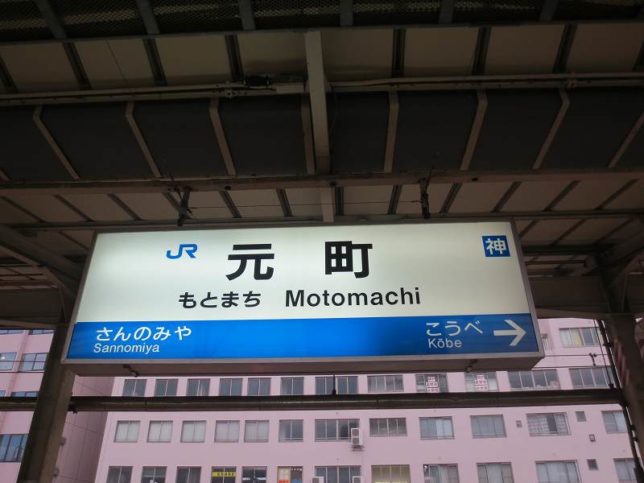 JR 元町 神
もとまち Motomachi
さんのみや こうべ →
Sannomiya Kōbe